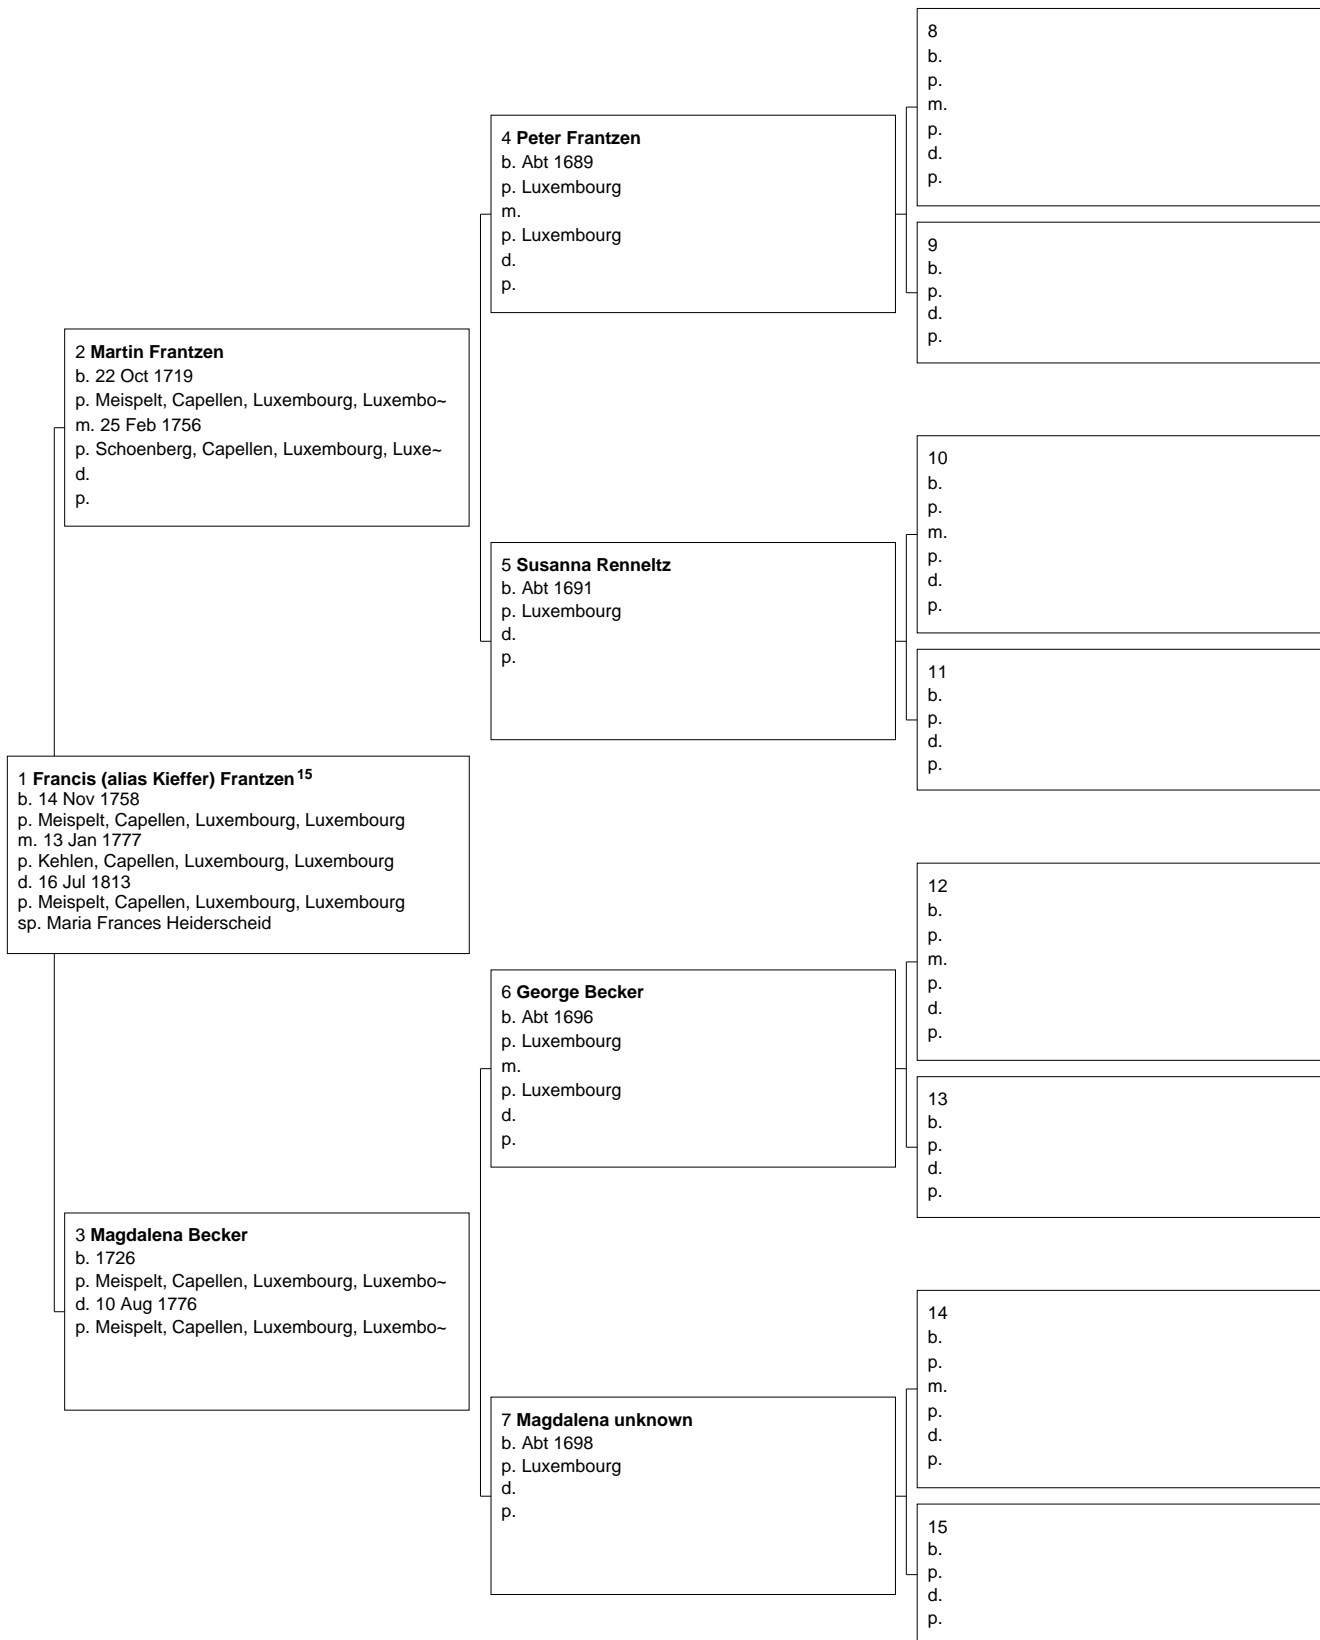 8
b.
p.
m.
p.
d.
p.
4 Peter Frantzen
b. Abt 1689
p. Luxembourg
m.
p. Luxembourg
d.
p.
9
b.
p.
d.
p.
2 Martin Frantzen
b. 22 Oct 1719
p. Meispelt, Capellen, Luxembourg, Luxembo~
m. 25 Feb 1756
p. Schoenberg, Capellen, Luxembourg, Luxe~
d.
p.
10
b.
p.
m.
p.
d.
p.
5 Susanna Renneltz
b. Abt 1691
p. Luxembourg
d.
p.
11
b.
p.
d.
p.
1 Francis (alias Kieffer) Frantzen 15
b. 14 Nov 1758
p. Meispelt, Capellen, Luxembourg, Luxembourg
m. 13 Jan 1777
p. Kehlen, Capellen, Luxembourg, Luxembourg
d. 16 Jul 1813
p. Meispelt, Capellen, Luxembourg, Luxembourg
sp. Maria Frances Heiderscheid
12
b.
p.
m.
p.
d.
p.
6 George Becker
b. Abt 1696
p. Luxembourg
m.
p. Luxembourg
d.
p.
13
b.
p.
d.
p.
3 Magdalena Becker
b. 1726
p. Meispelt, Capellen, Luxembourg, Luxembo~
d. 10 Aug 1776
p. Meispelt, Capellen, Luxembourg, Luxembo~
14
b.
p.
m.
p.
d.
p.
7 Magdalena unknown
b. Abt 1698
p. Luxembourg
d.
p.
15
b.
p.
d.
p.